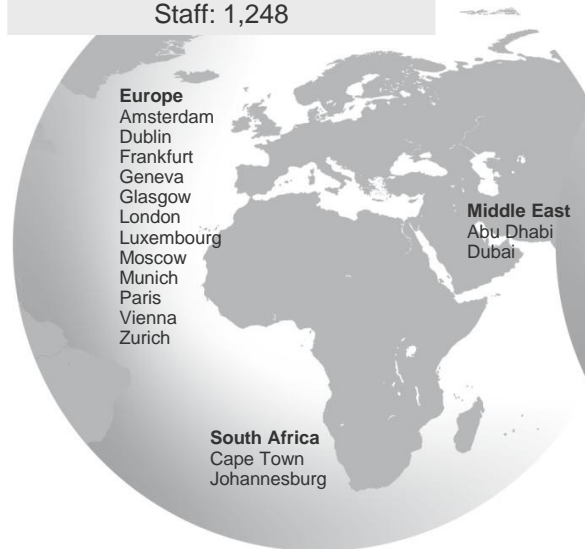 Staff: 1,248
Europe
Amsterdam
Dublin
Frankfurt
Geneva
Glasgow
London
Luxembourg
Moscow
Munich
Paris
Vienna
Zurich
Middle East
Abu Dhabi
Dubai
South Africa
Cape Town
Johannesburg